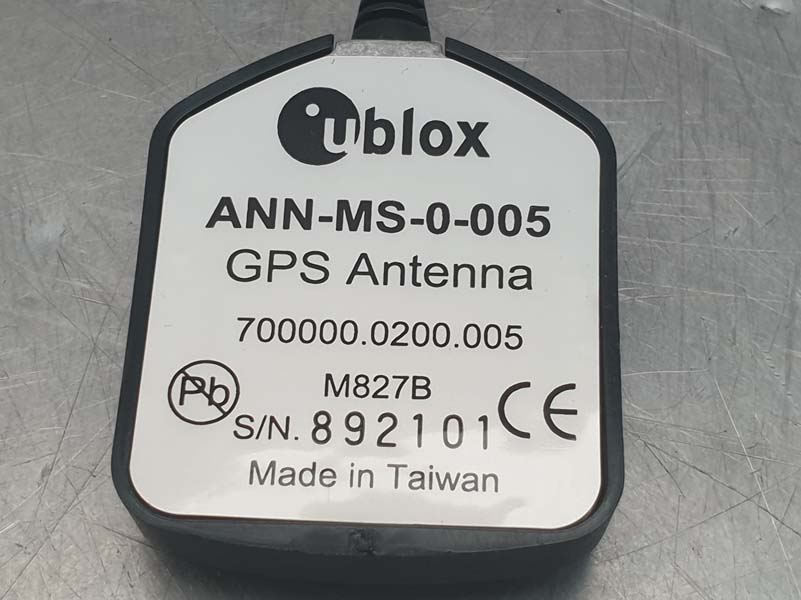 ublox
ANN-MS-0-005
GPS Antenna
700000.0200.005
Pb
M827B
CE
S/N. 892101
Made in Taiwan